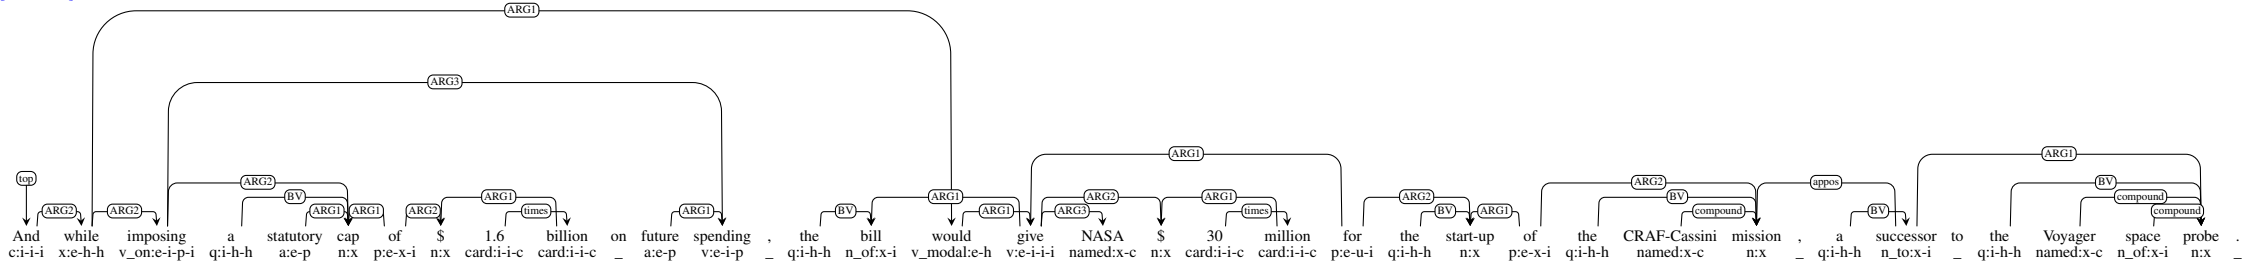 ARG1
ARG3
ARG1
top ARG2 ARG2 appos ARG1
BV ARG1 ARG1 ARG2 ARG1 ARG2 BV BV compound
ARG2 ARG2 ARG1 ARG1 ARG2 times ARG1 BV ARG1 ARG3 times BV ARG1 compound BV compound
And while imposing a statutory cap of $ 1.6 billion on future spending , the bill would give NASA $ 30 million for the start-up of the CRAF-Cassini mission , a successor to the Voyager space probe .
c:i-i-i x:e-h-h v_on:e-i-p-i q:i-h-h a:e-p n:x p:e-x-i n:x card:i-i-c card:i-i-c _ a:e-p v:e-i-p _ q:i-h-h n_of:x-i v_modal:e-h v:e-i-i-i named:x-c n:x card:i-i-c card:i-i-c p:e-u-i q:i-h-h n:x p:e-x-i q:i-h-h named:x-c n:x _ q:i-h-h n_to:x-i _ q:i-h-h named:x-c n_of:x-i n:x _